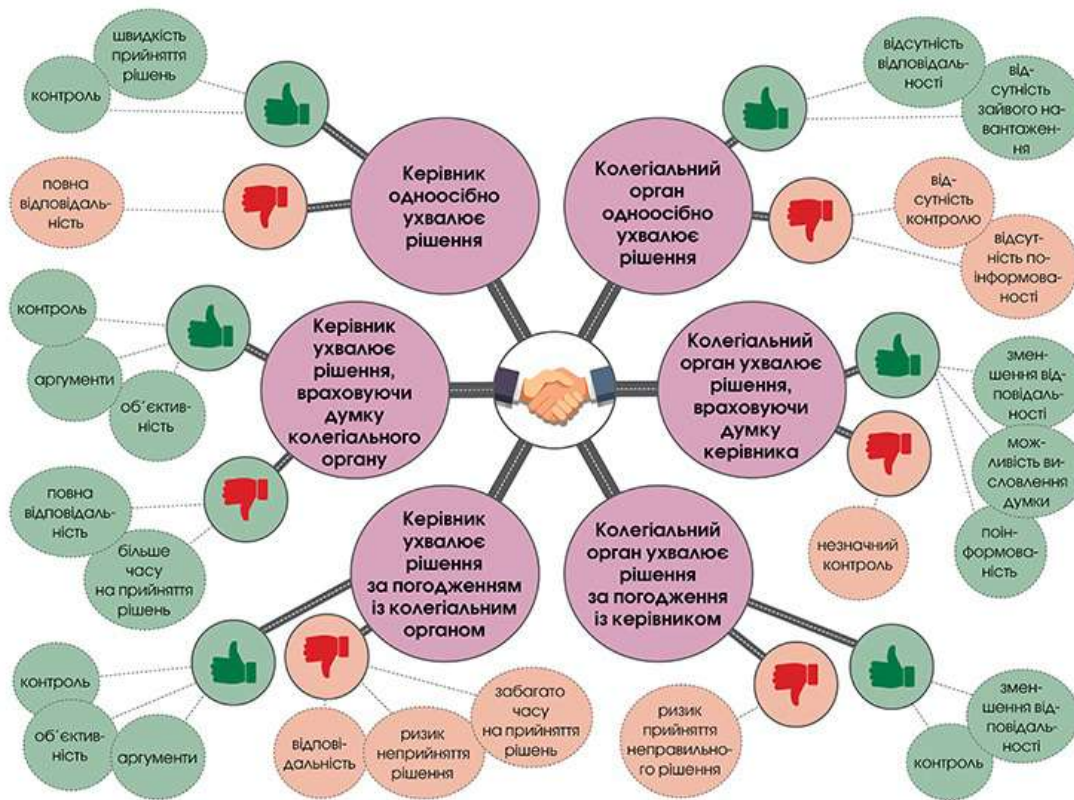 швидкість
прийняття
рішень
контроль
Керівник
одноосібно
ухвалює
рішення
повна
відповідаль-
ність
Колегіальний
орган
одноосібно
ухвалює
рішення
відсутність
відповідаль-
ності
від-
сутність
зайвого на-
вантаження
від-
сутність
контролю
відсут-
ність по-
інформова-
ності
контроль
аргументи
об'єктив-
ність
Керівник
ухвалює
рішення,
враховуючи
думку
колегіального
органу
повна
відповідаль-
ність
більше
часу
на прийняття
рішень
Колегіальний
орган ухвалює
рішення,
враховуючи
думку
керівника
змен-
шення від-
повідаль-
ності
мож-
ливість ви-
словлення
думки
поін-
формова-
ність
незначний
контроль
Керівник
ухвалює
рішення
за погодженням
із колегіальним
органом
контроль
об'єктив-
ність
аргументи
відпові-
дальність
ризик
неприйняття
рішення
забагато
часу
на прийняття
рішень
Колегіальний
орган ухвалює
рішення
за погодження
із керівником
ризик
прийняття
неправильно-
го рішення
змен-
шення від-
повідаль-
ності
контроль